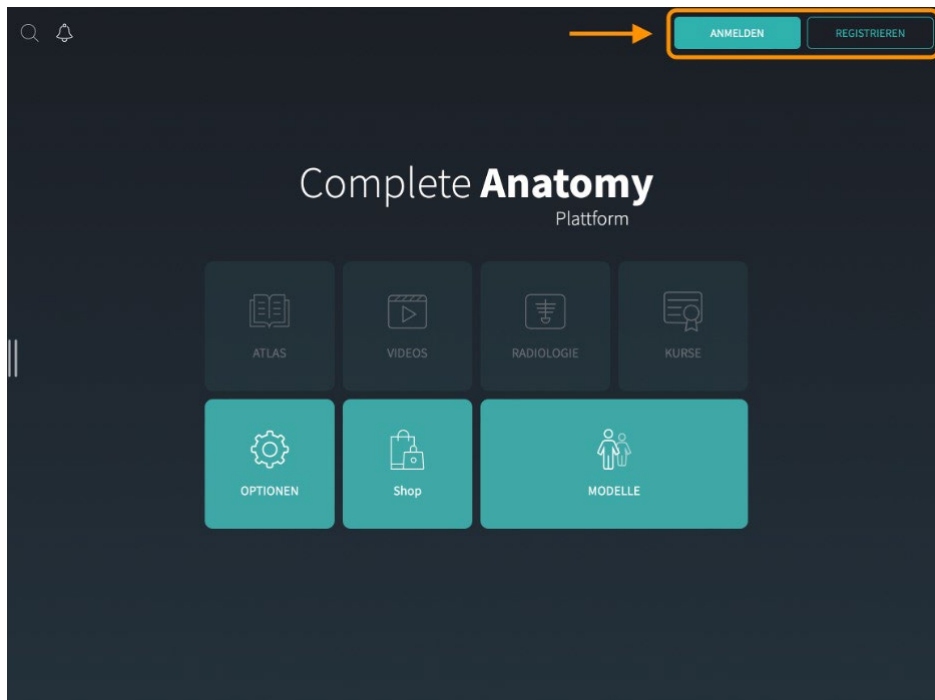 ANMELDEN REGISTRIEREN
Complete Anatomy
Plattform
ATLAS VIDEOS RADIOLOGIE KURSE
OPTIONEN Shop MODELLE